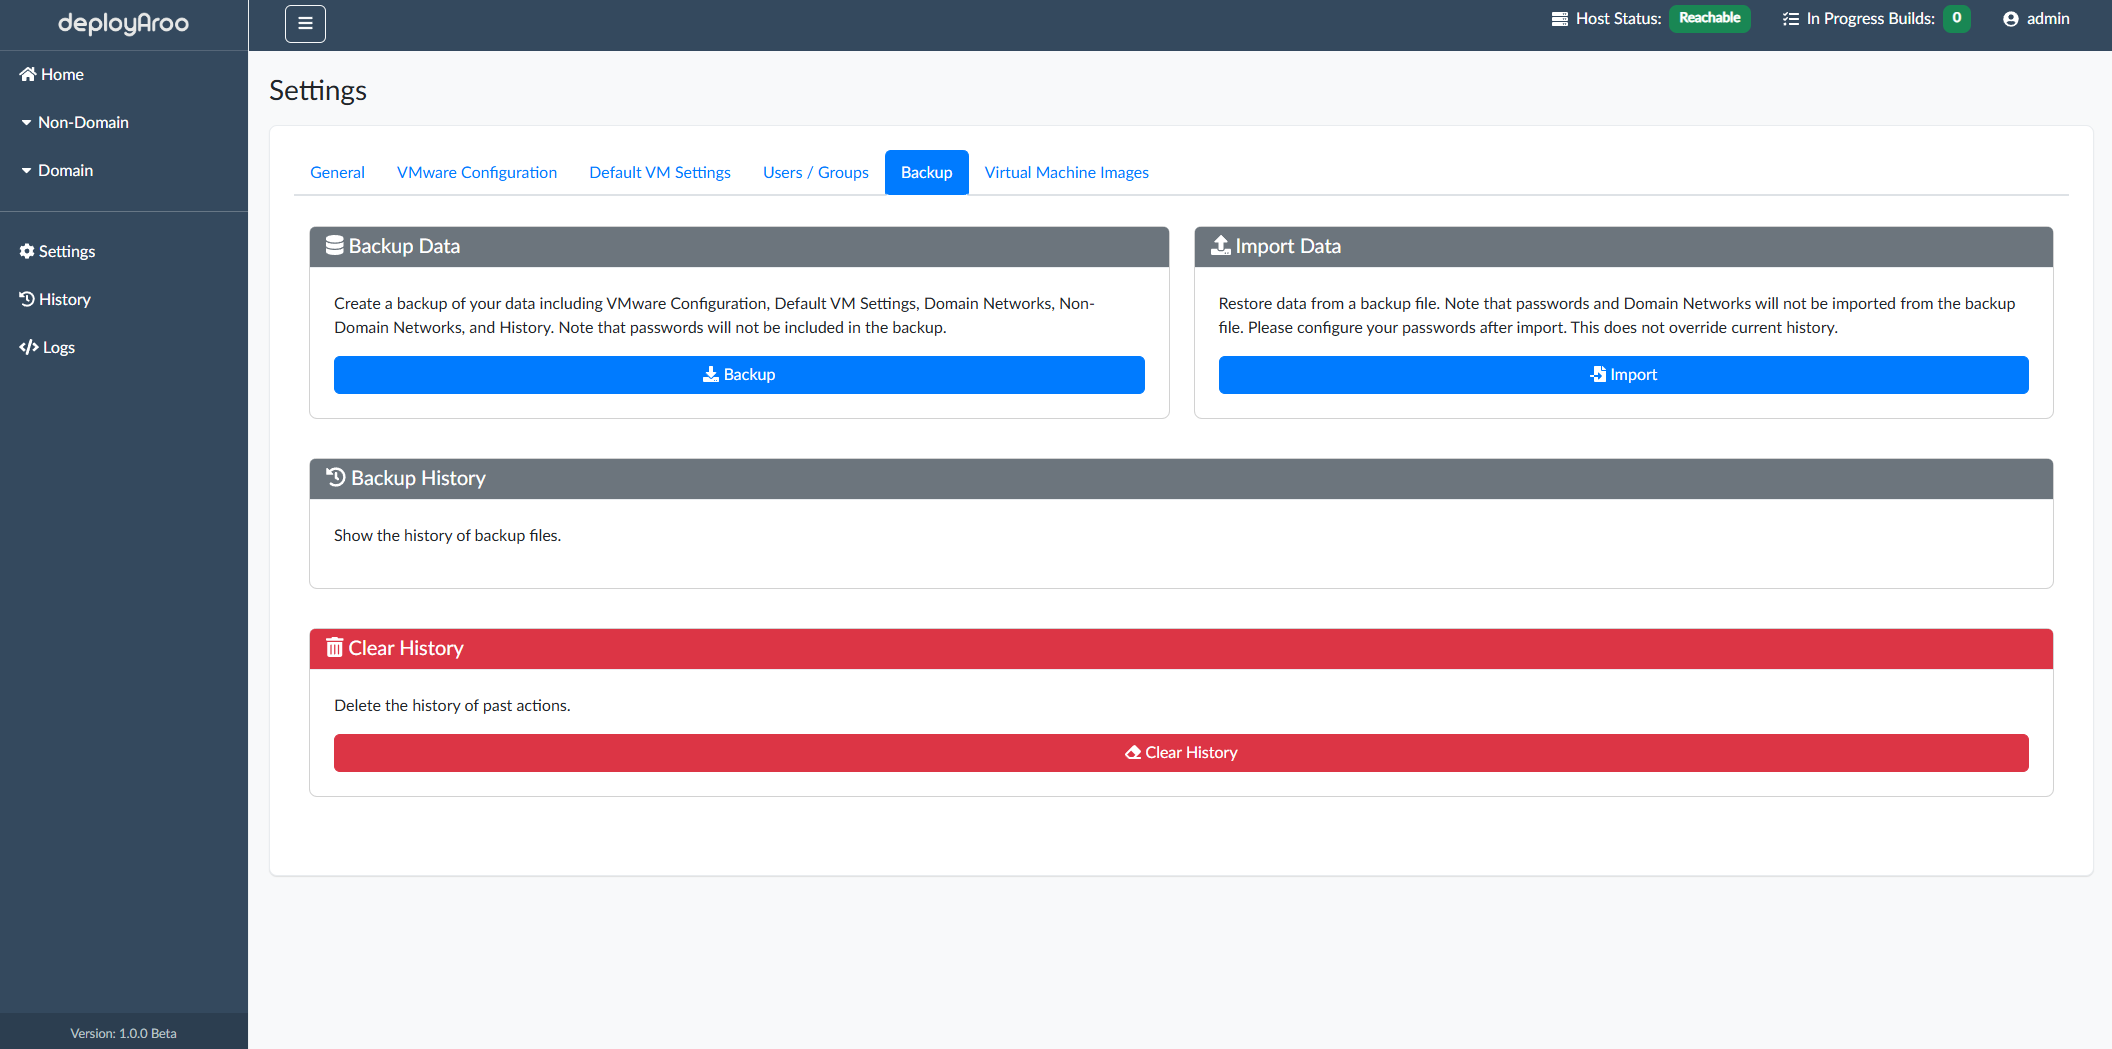 deployAroo
Host Status: Reachable
In Progress Builds: 0
admin
Home
Non-Domain
Domain
Settings
History
Logs
Version: 1.0.0 Beta
Settings
General
VMware Configuration
Default VM Settings
Users / Groups
Backup
Virtual Machine Images
Backup Data
Create a backup of your data including VMware Configuration, Default VM Settings, Domain Networks, Non-
Domain Networks, and History. Note that passwords will not be included in the backup.
Backup
Import Data
Restore data from a backup file. Note that passwords and Domain Networks will not be imported from the backup
file. Please configure your passwords after import. This does not override current history.
Import
Backup History
Show the history of backup files.
Clear History
Delete the history of past actions.
Clear History